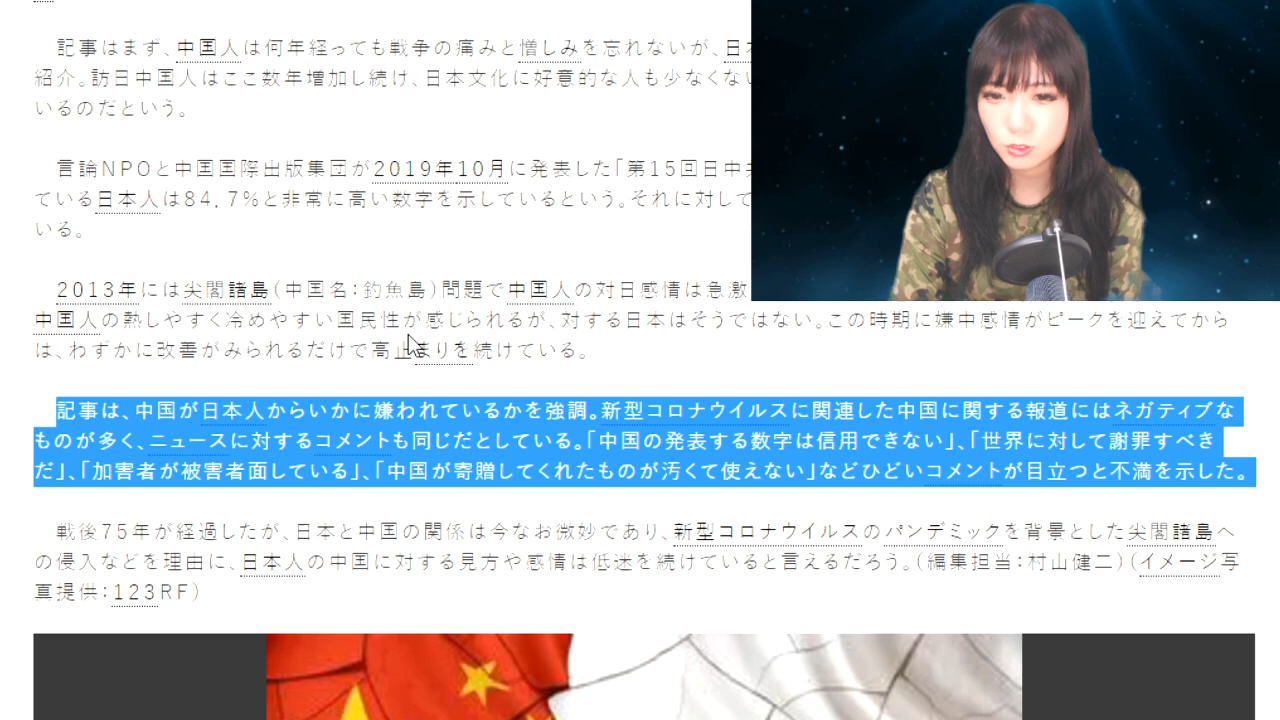 記事はまず、中国人は何年経っても戦争の痛みと憎しみを忘れないが、日本
紹介。訪日中国人はここ数年増加し続け、日本文化に好意的な人も少なくない
いるのだという。
言論NPOと中国国際出版集団が2019年10月に発表した「第15回日中共
ている日本人は84.7%と非常に高い数字を示しているという。それに対して
いる。
2013年には尖閣諸島(中国名:釣魚島)問題で中国人の対日感情は急激
中国人の熱しやすく冷めやすい国民性が感じられるが、対する日本はそうではない。この時期に嫌中感情がピークを迎えてから
は、わずかに改善がみられるだけで高止まりを続けている。
記事は、中国が日本人からいかに嫌われているかを強調。新型コロナウイルスに関連した中国に関する報道にはネガティブな
ものが多く、ニュースに対するコメントも同じだとしている。「中国の発表する数字は信用できない」、「世界に対して謝罪すべき
だ」、「加害者が被害者面している」、「中国が寄贈してくれたものが汚くて使えない」などひどいコメントが目立つと不満を示した。
戦後75年が経過したが、日本と中国の関係は今なお微妙であり、新型コロナウイルスのパンデミックを背景とした尖閣諸島へ
の侵入などを理由に、日本人の中国に対する見方や感情は低迷を続けていると言えるだろう。(編集担当:村山健二)(イメージ写
真提供:123RF)